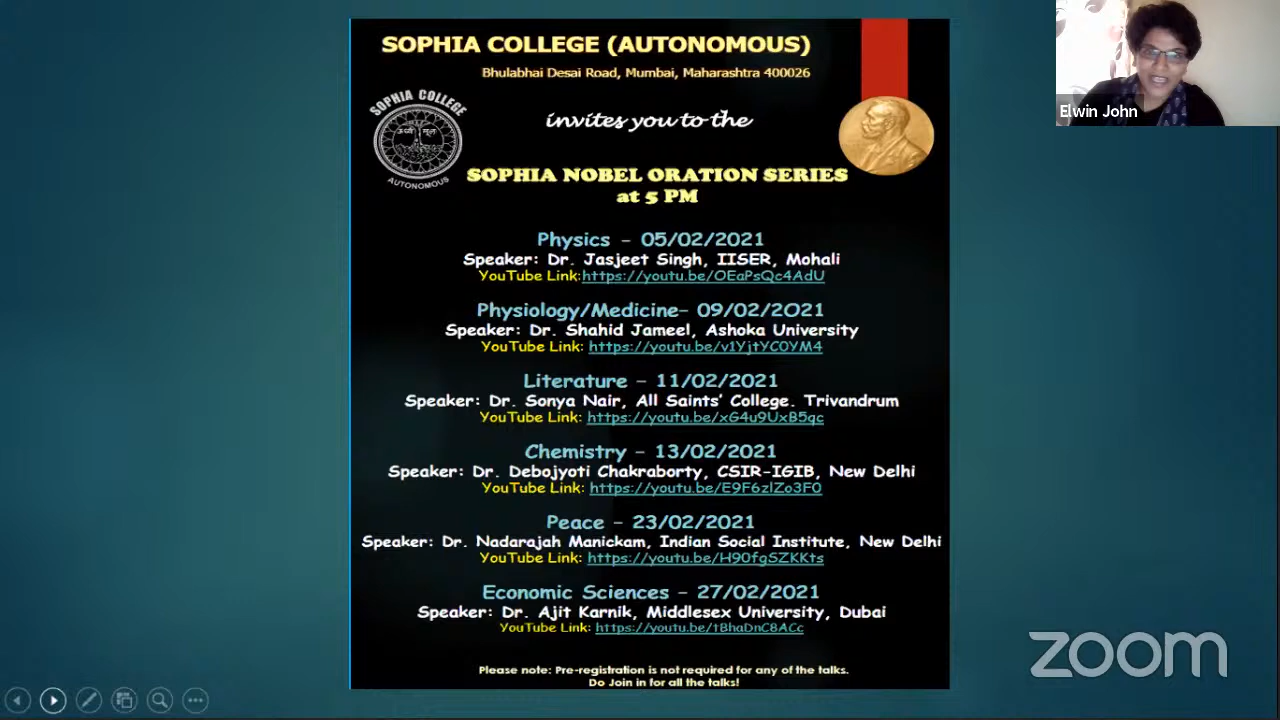 SOPHIA COLLEGE (AUTONOMOUS)
Bhulabhai Desai Road, Mumbai, Maharashtra 400026
SOPHIA COLLEGE
AUTONOMOUS
invites you to the
SOPHIA NOBEL ORATION SERIES
at 5 PM
Physics - 05/02/2021
Speaker: Dr. Jasjeet Singh, IISER, Mohali
YouTube Link:https://youtu.be/OEaPsQc4AdU
Physiology/Medicine- 09/02/2021
Speaker: Dr. Shahid Jameel, Ashoka University
YouTube Link: https://youtu.be/v1YjtYC0YM4
Literature - 11/02/2021
Speaker: Dr. Sonya Nair, All Saints' College. Trivandrum
YouTube Link: https://youtu.be/xG4u9UxB5qc
Chemistry - 13/02/2021
Speaker: Dr. Debojyoti Chakraborty, CSIR-IGIB, New Delhi
YouTube Link: https://youtu.be/E9F6zlZo3F0
Peace - 23/02/2021
Speaker: Dr. Nadarajah Manickam, Indian Social Institute, New Delhi
YouTube Link: https://youtu.be/H90fgSZKKts
Economic Sciences - 27/02/2021
Speaker: Dr. Ajit Karnik, Middlesex University, Dubai
YouTube Link: https://youtu.be/tBhaDnC8ACc
Please note: Pre-registration is not required for any of the talks.
Do Join in for all the talks!
Elwin John
zoom